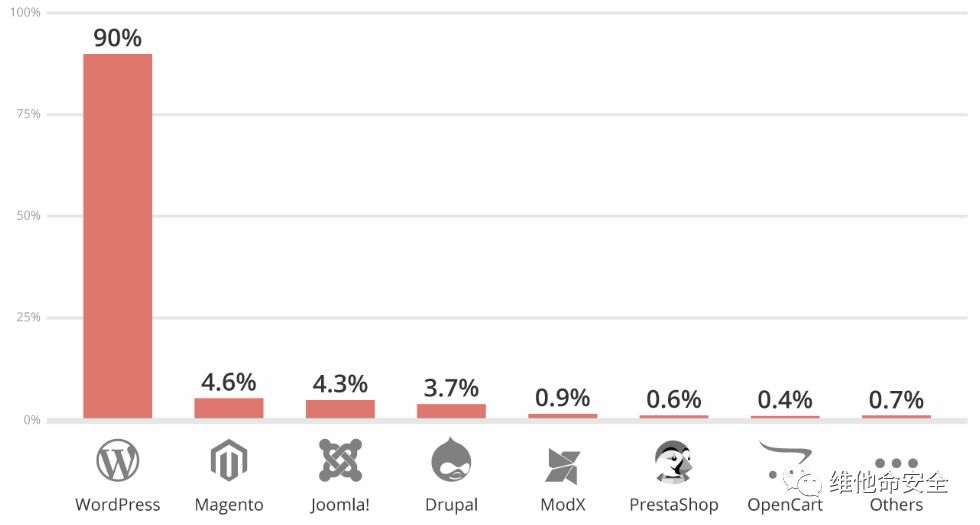 100%
90%
75%
50%
25%
4.6%
4.3%
3.7%
0.9%
0.6%
0.4%
0.7%
0%
WordPress
Magento
Joomla!
Drupal
ModX
PrestaShop
OpenCart
Others
维他命安全